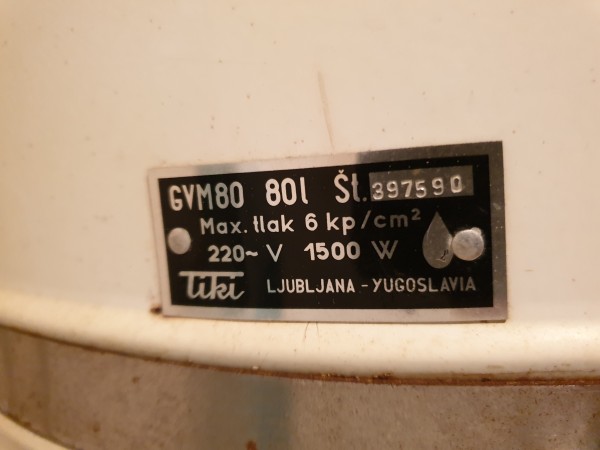 GVM80 80l Št. 397590
Max. tlak 6 kp/cm²
220~ V 1500 W
Tiki LJUBLJANA - YUGOSLAVIA